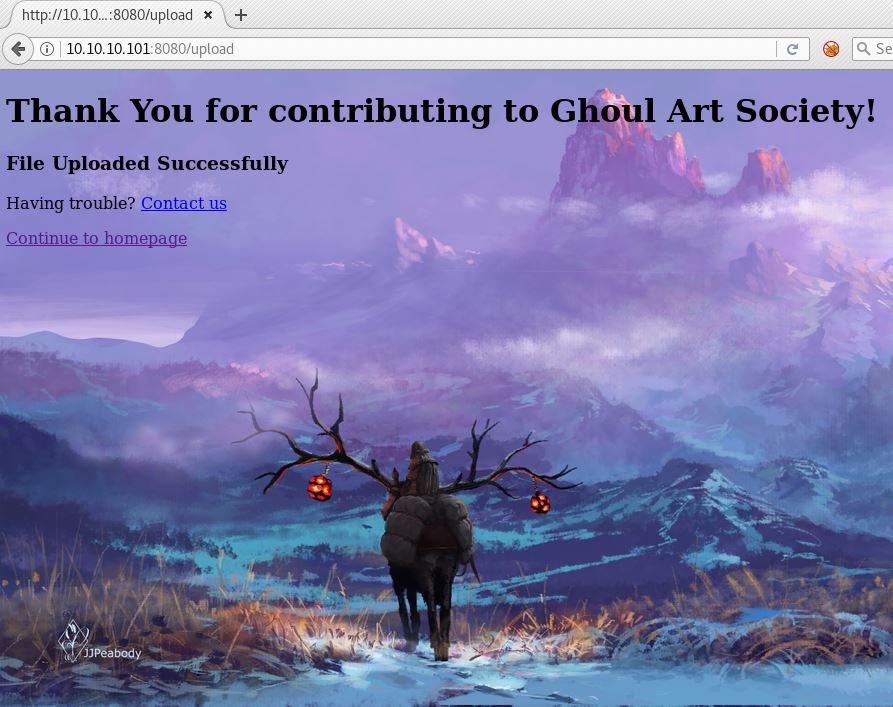 http://10.10...:8080/upload
10.10.10.101:8080/upload
Se
Thank You for contributing to Ghoul Art Society!
File Uploaded Successfully
Having trouble? Contact us
Continue to homepage
JJPeabody